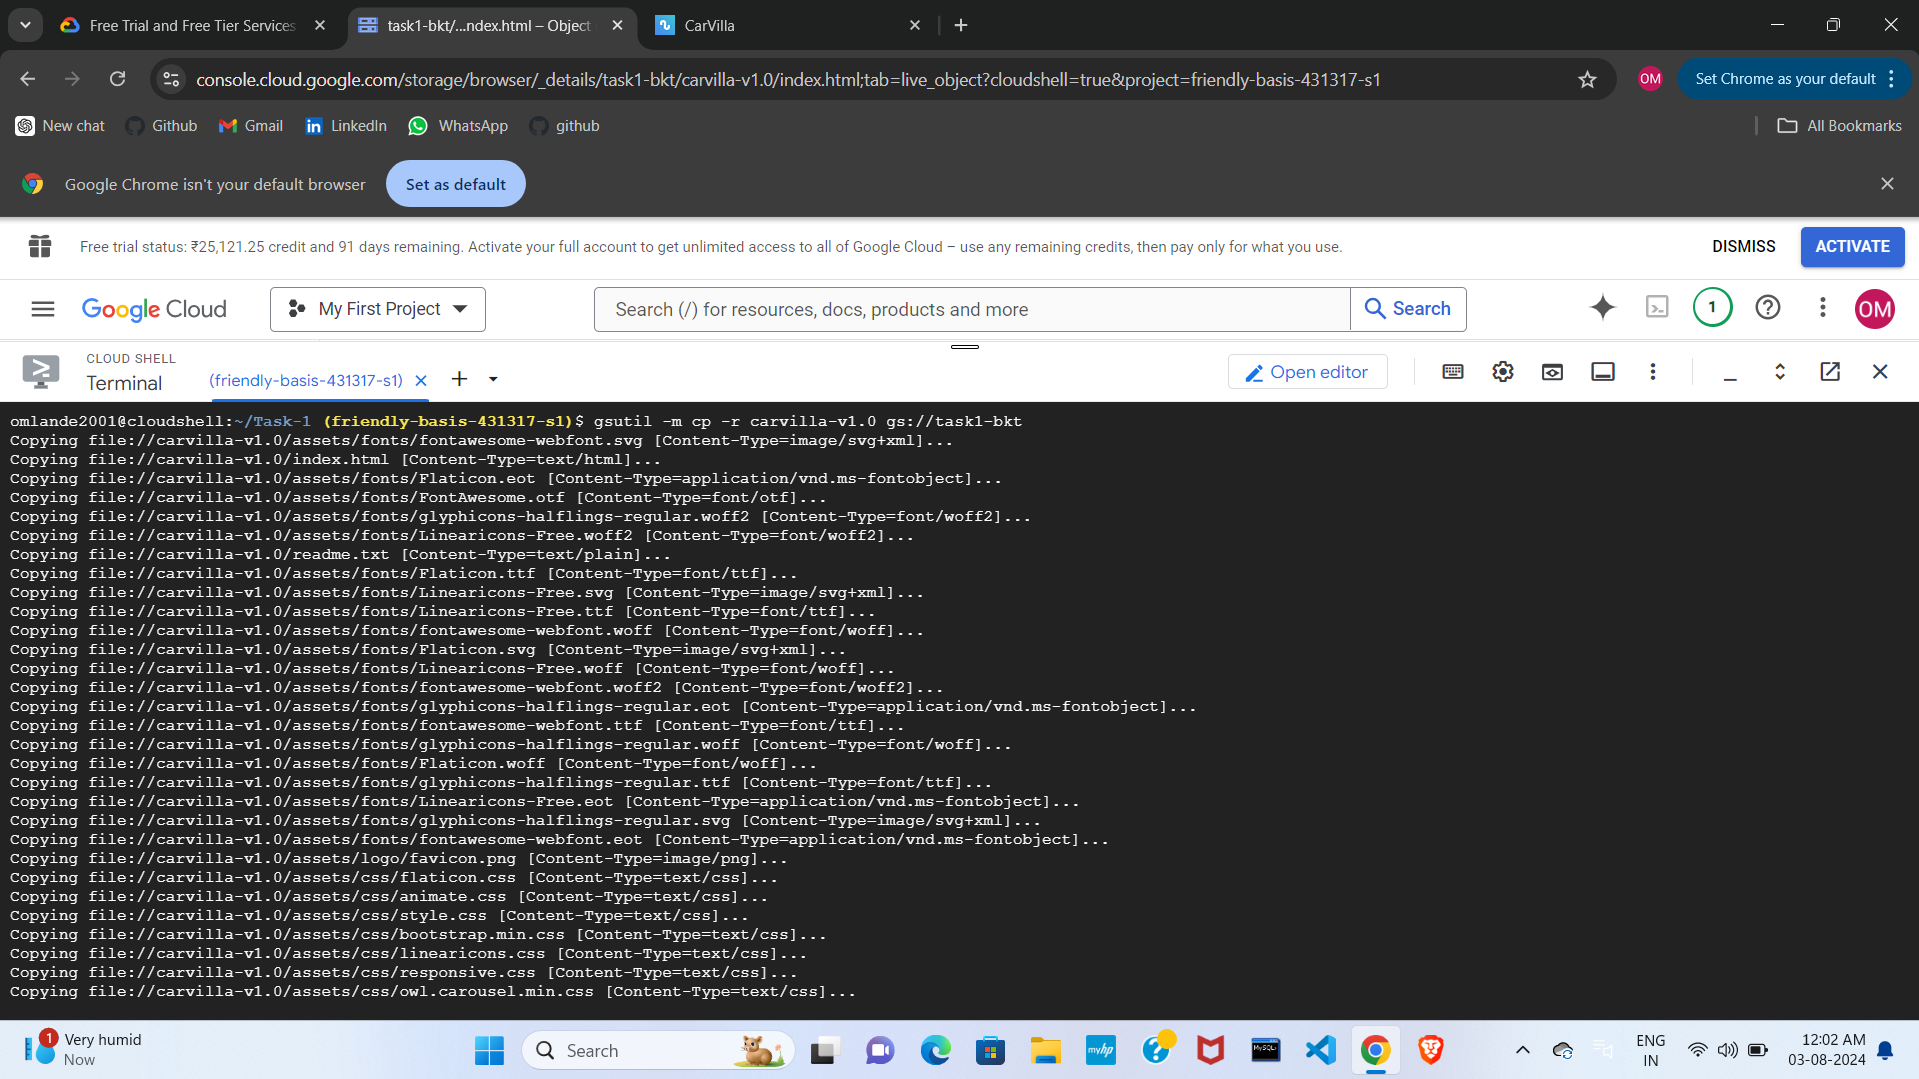 Free Trial and Free Tier Services
task1-bkt/...ndex.html – Object
CarVilla
console.cloud.google.com/storage/browser/_details/task1-bkt/carvilla-v1.0/index.html;tab=live_object?cloudshell=true&project=friendly-basis-431317-s1
OM
Set Chrome as your default
New chat
Github
Gmail
LinkedIn
WhatsApp
github
All Bookmarks
Google Chrome isn't your default browser
Set as default
Free trial status: ₹25,121.25 credit and 91 days remaining. Activate your full account to get unlimited access to all of Google Cloud – use any remaining credits, then pay only for what you use.
DISMISS
ACTIVATE
Google Cloud
My First Project
Search (/) for resources, docs, products and more
Search
1
OM
CLOUD SHELL
Terminal
(friendly-basis-431317-s1)
Open editor
omlande2001@cloudshell:~/Task-1 (friendly-basis-431317-s1)$ gsutil -m cp -r carvilla-v1.0 gs://task1-bkt
Copying file://carvilla-v1.0/assets/fonts/fontawesome-webfont.svg [Content-Type=image/svg+xml]...
Copying file://carvilla-v1.0/index.html [Content-Type=text/html]...
Copying file://carvilla-v1.0/assets/fonts/Flaticon.eot [Content-Type=application/vnd.ms-fontobject]...
Copying file://carvilla-v1.0/assets/fonts/FontAwesome.otf [Content-Type=font/otf]...
Copying file://carvilla-v1.0/assets/fonts/glyphicons-halflings-regular.woff2 [Content-Type=font/woff2]...
Copying file://carvilla-v1.0/assets/fonts/Linearicons-Free.woff2 [Content-Type=font/woff2]...
Copying file://carvilla-v1.0/readme.txt [Content-Type=text/plain]...
Copying file://carvilla-v1.0/assets/fonts/Flaticon.ttf [Content-Type=font/ttf]...
Copying file://carvilla-v1.0/assets/fonts/Linearicons-Free.svg [Content-Type=image/svg+xml]...
Copying file://carvilla-v1.0/assets/fonts/Linearicons-Free.ttf [Content-Type=font/ttf]...
Copying file://carvilla-v1.0/assets/fonts/fontawesome-webfont.woff [Content-Type=font/woff]...
Copying file://carvilla-v1.0/assets/fonts/Flaticon.svg [Content-Type=image/svg+xml]...
Copying file://carvilla-v1.0/assets/fonts/Linearicons-Free.woff [Content-Type=font/woff]...
Copying file://carvilla-v1.0/assets/fonts/fontawesome-webfont.woff2 [Content-Type=font/woff2]...
Copying file://carvilla-v1.0/assets/fonts/glyphicons-halflings-regular.eot [Content-Type=application/vnd.ms-fontobject]...
Copying file://carvilla-v1.0/assets/fonts/fontawesome-webfont.ttf [Content-Type=font/ttf]...
Copying file://carvilla-v1.0/assets/fonts/glyphicons-halflings-regular.woff [Content-Type=font/woff]...
Copying file://carvilla-v1.0/assets/fonts/Flaticon.woff [Content-Type=font/woff]...
Copying file://carvilla-v1.0/assets/fonts/glyphicons-halflings-regular.ttf [Content-Type=font/ttf]...
Copying file://carvilla-v1.0/assets/fonts/Linearicons-Free.eot [Content-Type=application/vnd.ms-fontobject]...
Copying file://carvilla-v1.0/assets/fonts/glyphicons-halflings-regular.svg [Content-Type=image/svg+xml]...
Copying file://carvilla-v1.0/assets/fonts/fontawesome-webfont.eot [Content-Type=application/vnd.ms-fontobject]...
Copying file://carvilla-v1.0/assets/logo/favicon.png [Content-Type=image/png]...
Copying file://carvilla-v1.0/assets/css/flaticon.css [Content-Type=text/css]...
Copying file://carvilla-v1.0/assets/css/animate.css [Content-Type=text/css]...
Copying file://carvilla-v1.0/assets/css/style.css [Content-Type=text/css]...
Copying file://carvilla-v1.0/assets/css/bootstrap.min.css [Content-Type=text/css]...
Copying file://carvilla-v1.0/assets/css/linearicons.css [Content-Type=text/css]...
Copying file://carvilla-v1.0/assets/css/responsive.css [Content-Type=text/css]...
Copying file://carvilla-v1.0/assets/css/owl.carousel.min.css [Content-Type=text/css]...
1
Very humid
Now
Search
myhp
MySQL
ENG
IN
12:02 AM
03-08-2024